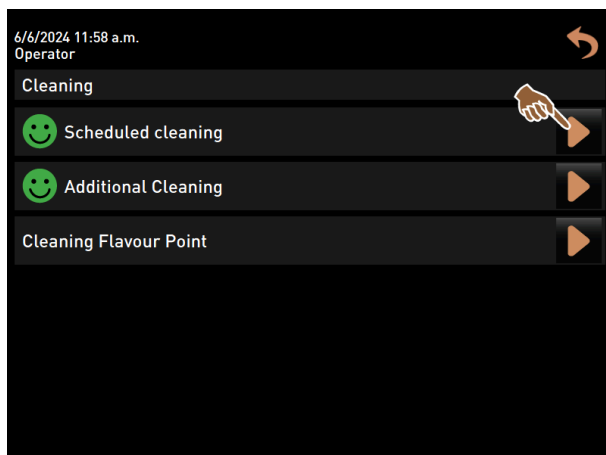 6/6/2024 11:58 a.m.
Operator
Cleaning
Scheduled cleaning
Additional Cleaning
Cleaning Flavour Point